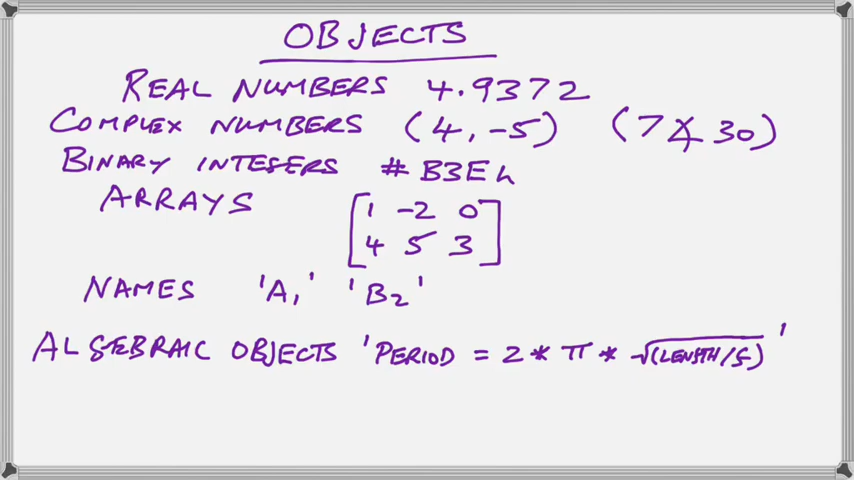 OBJECTS
REAL NUMBERS 4.9372
COMPLEX NUMBERS (4, -5) (7∡30)
BINARY INTEGERS # B3E h
ARRAYS [1 -2 0
4 5 3]
NAMES 'A₁' 'B₂'
ALGEBRAIC OBJECTS 'PERIOD = 2 * π * √(LENGTH/G)'